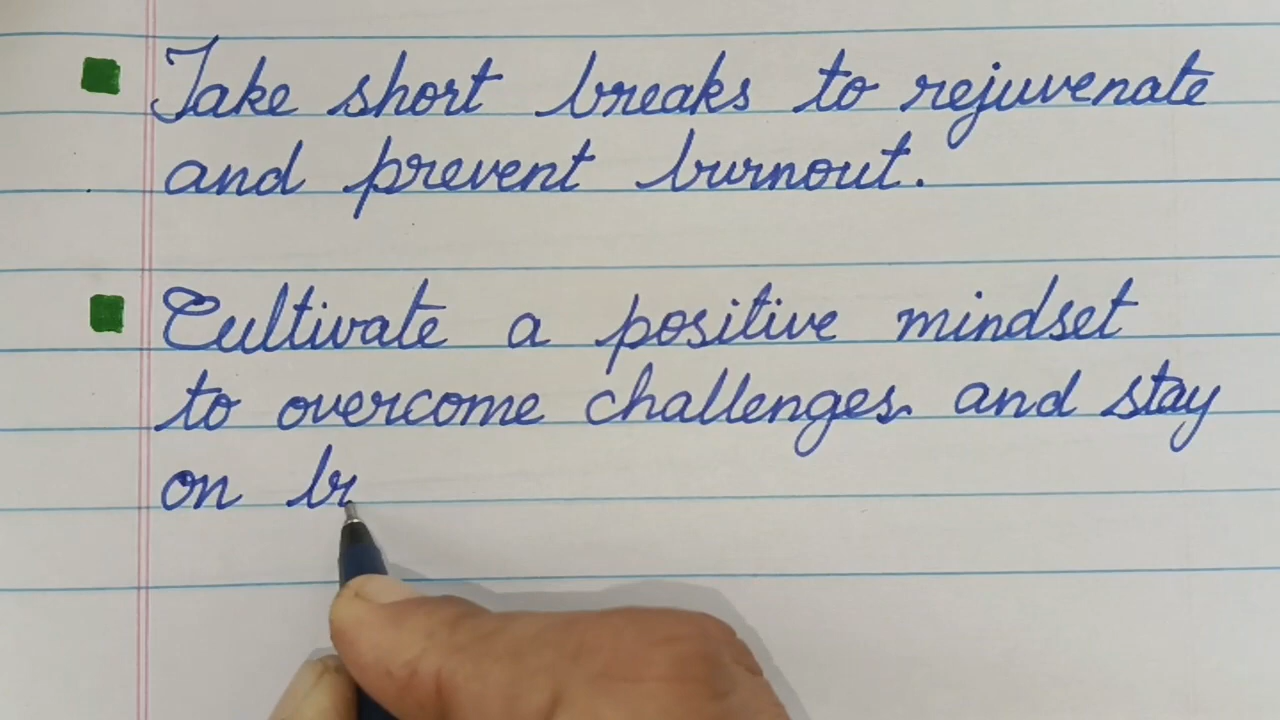 Take short breaks to rejuvenate
and prevent burnout.
Cultivate a positive mindset
to overcome challenges and stay
on